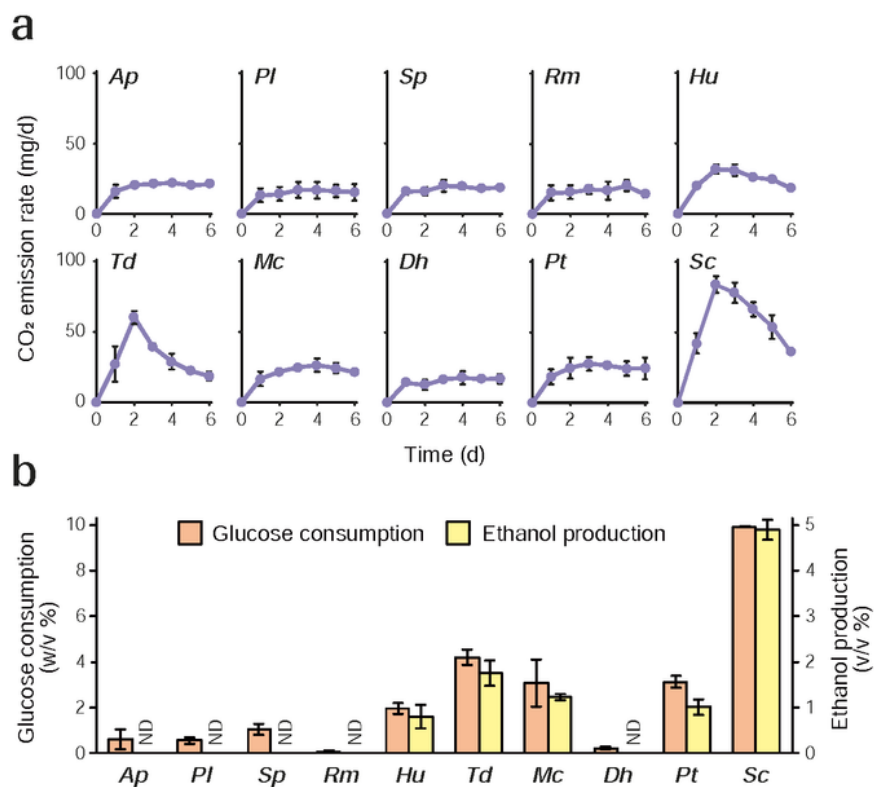 a
CO₂ emission rate (mg/d)
100
50
0
Ap
0 2 4 6
Pl
0 2 4 6
Sp
0 2 4 6
Rm
0 2 4 6
Hu
0 2 4 6
100
50
0
Td
0 2 4 6
Mc
0 2 4 6
Dh
0 2 4 6
Pt
0 2 4 6
Sc
0 2 4 6
Time (d)
b
Glucose consumption
(w/v %)
10
8
6
4
2
0
Glucose consumption
Ethanol production
ND
ND
ND
ND
ND
5
4
3
2
1
0
Ethanol production
(v/v %)
Ap Pl Sp Rm Hu Td Mc Dh Pt Sc